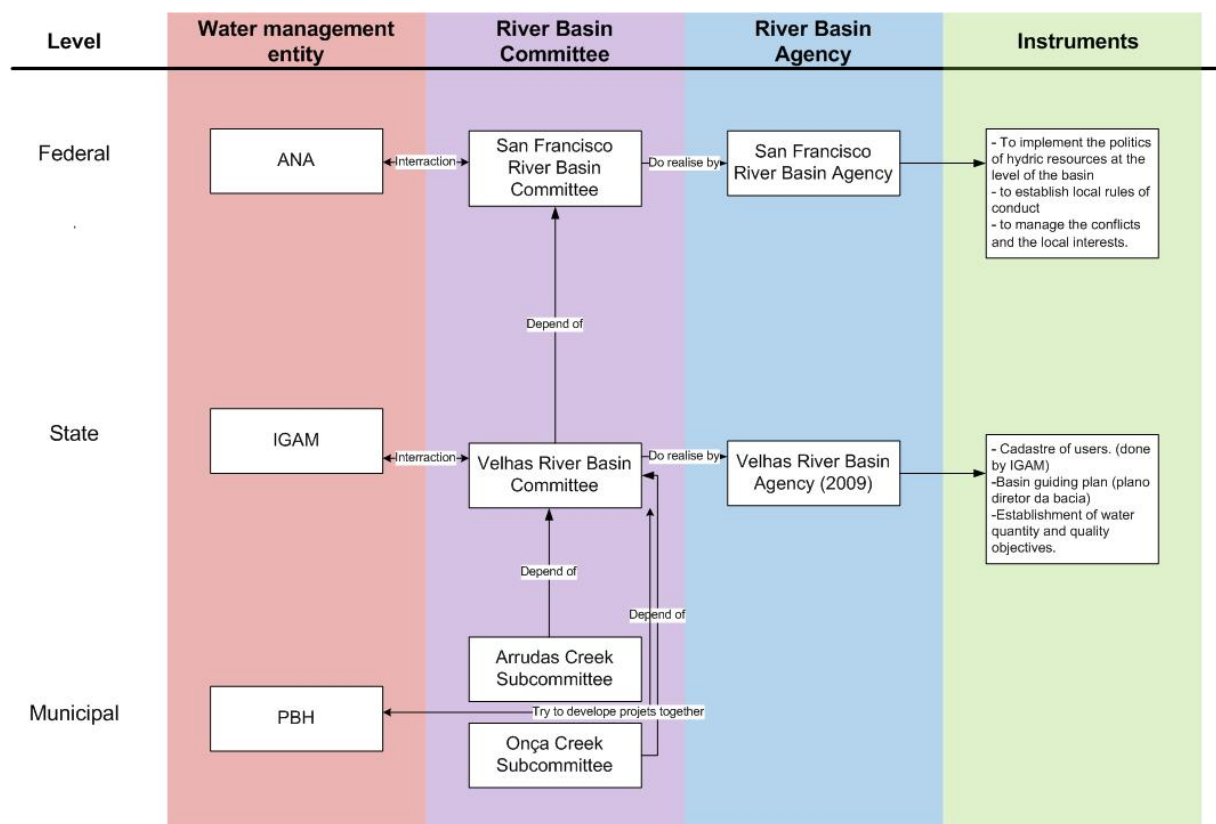 Level
Water management
entity
River Basin
Committee
River Basin
Agency
Instruments
Federal
ANA
Interraction
San Francisco
River Basin
Committee
Do realise by
San Francisco
River Basin Agency
- To implement the politics
of hydric resources at the
level of the basin
- to establish local rules of
conduct
- to manage the conflicts
and the local interests.
Depend of
State
IGAM
Interraction
Velhas River Basin
Committee
Do realise by
Velhas River Basin
Agency (2009)
- Cadastre of users. (done
by IGAM)
-Basin guiding plan (plano
diretor da bacia)
-Establishment of water
quantity and quality
objectives.
Depend of
Depend of
Arrudas Creek
Subcommittee
Municipal
PBH
Try to develope projets together
Onça Creek
Subcommittee